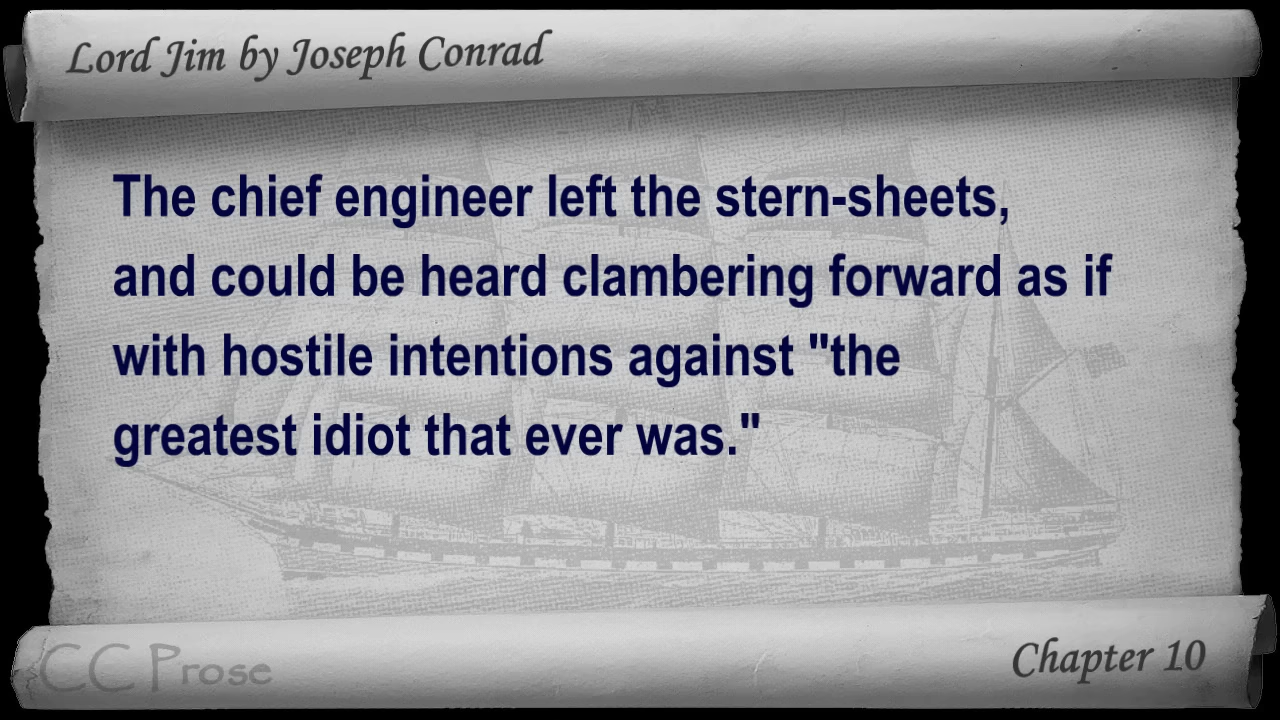 Lord Jim by Joseph Conrad
The chief engineer left the stern-sheets,
and could be heard clambering forward as if
with hostile intentions against "the
greatest idiot that ever was."
CC Prose
Chapter 10